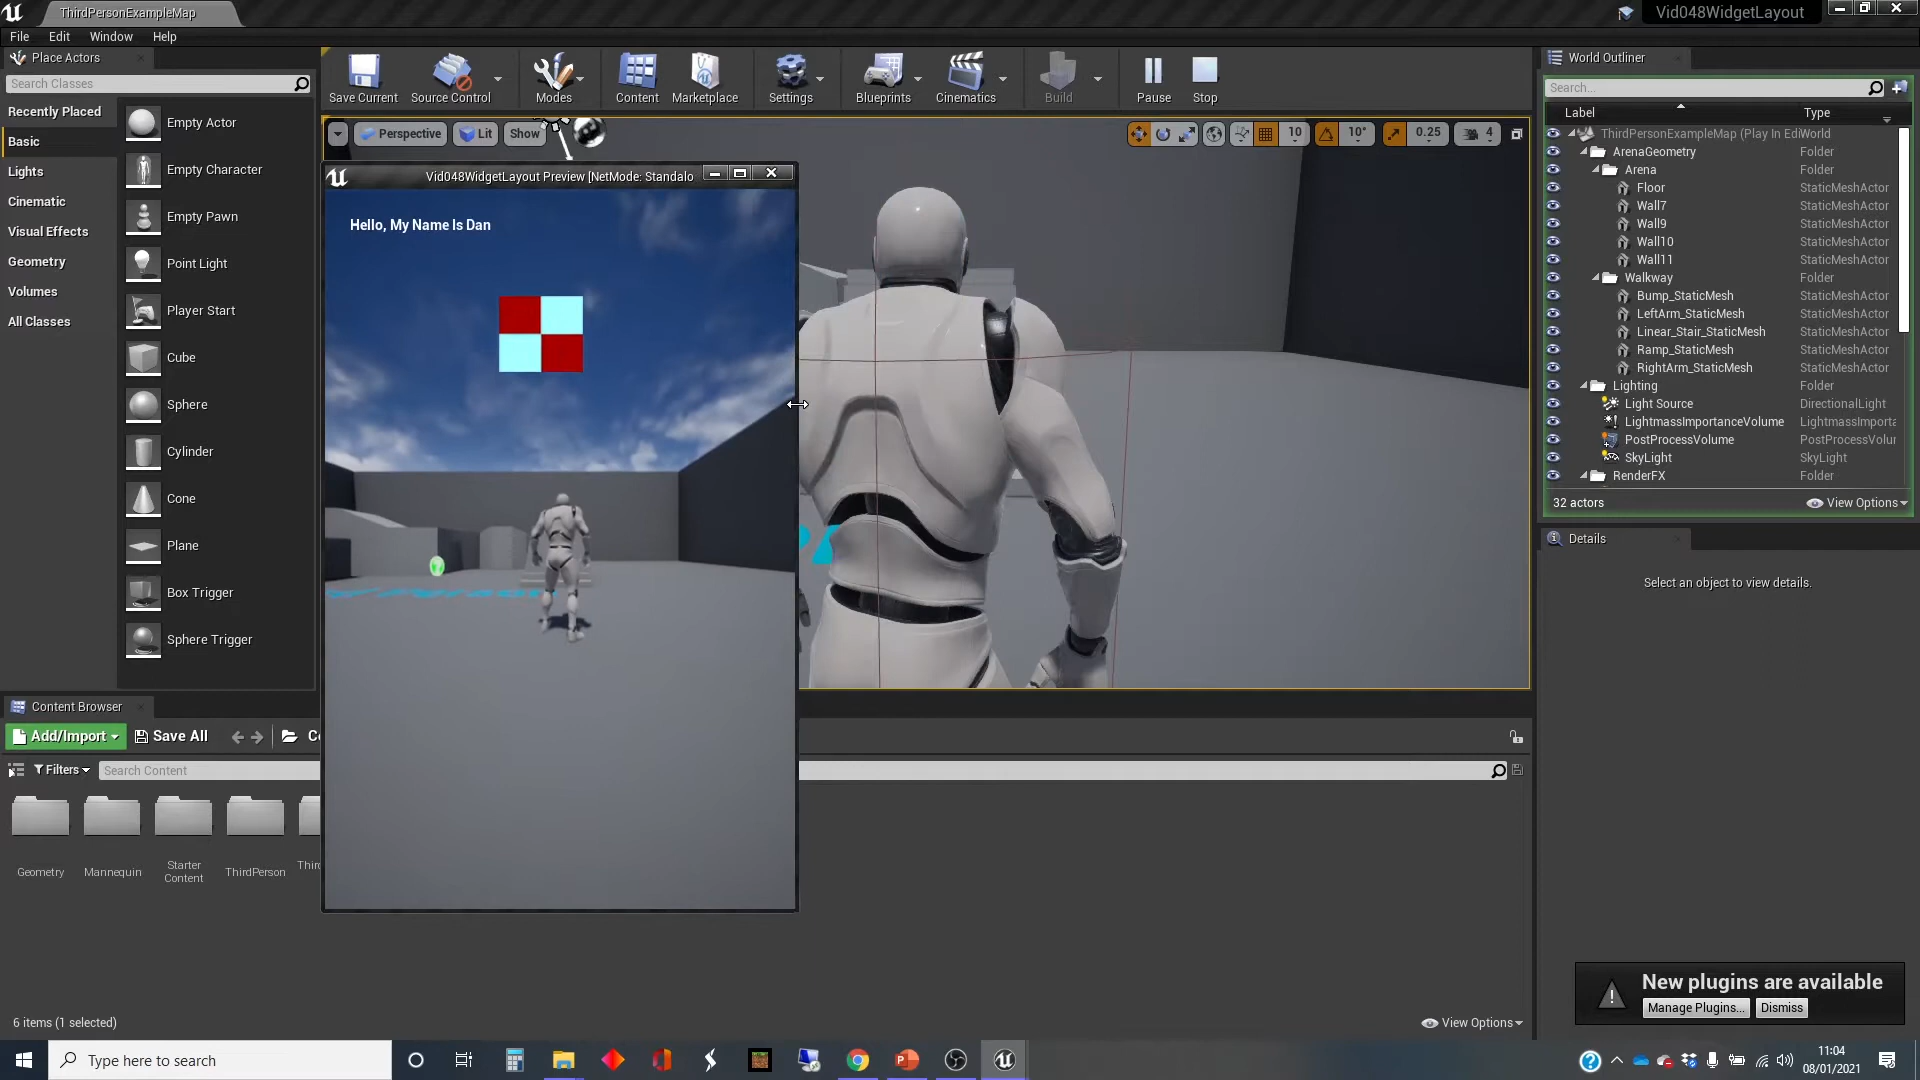 ThirdPersonExampleMap
Vid048WidgetLayout
File Edit Window Help
Place Actors
Search Classes
Recently Placed
Basic
Lights
Cinematic
Visual Effects
Geometry
Volumes
All Classes
Empty Actor
Empty Character
Empty Pawn
Point Light
Player Start
Cube
Sphere
Cylinder
Cone
Plane
Box Trigger
Sphere Trigger
Save Current
Source Control
Modes
Content
Marketplace
Settings
Blueprints
Cinematics
Build
Pause
Stop
Perspective Lit Show
10 10° 0.25 4
Vid048WidgetLayout Preview [NetMode: Standalo
Hello, My Name Is Dan
World Outliner
Search...
Label Type
ThirdPersonExampleMap (Play In Edi World
ArenaGeometry Folder
Arena Folder
Floor StaticMeshActor
Wall7 StaticMeshActor
Wall9 StaticMeshActor
Wall10 StaticMeshActor
Wall11 StaticMeshActor
Walkway Folder
Bump_StaticMesh StaticMeshActor
LeftArm_StaticMesh StaticMeshActor
Linear_Stair_StaticMesh StaticMeshActor
Ramp_StaticMesh StaticMeshActor
RightArm_StaticMesh StaticMeshActor
Lighting Folder
Light Source DirectionalLight
LightmassImportanceVolume LightmassImporta
PostProcessVolume PostProcessVolur
SkyLight SkyLight
RenderFX Folder
32 actors View Options
Details
Select an object to view details.
Content Browser
Add/Import Save All
Filters Search Content
Geometry
Mannequin
Starter
Content
ThirdPerson
6 items (1 selected)
View Options
New plugins are available
Manage Plugins... Dismiss
Type here to search
11:04
08/01/2021